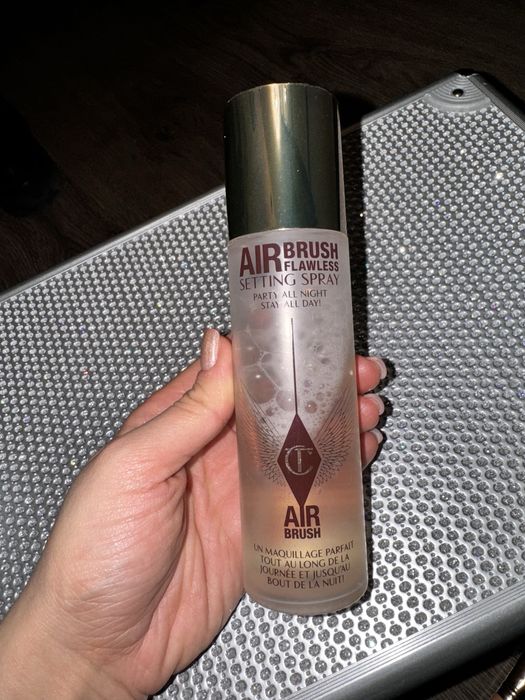 AIRBRUSH
FLAWLESS
SETTING SPRAY
PARTY ALL NIGHT
STAY ALL DAY!
CT
AIR
BRUSH
UN MAQUILLAGE PARFAIT
TOUT AU LONG DE LA
JOURNÉE ET JUSQU'AU
BOUT DE LA NUIT!